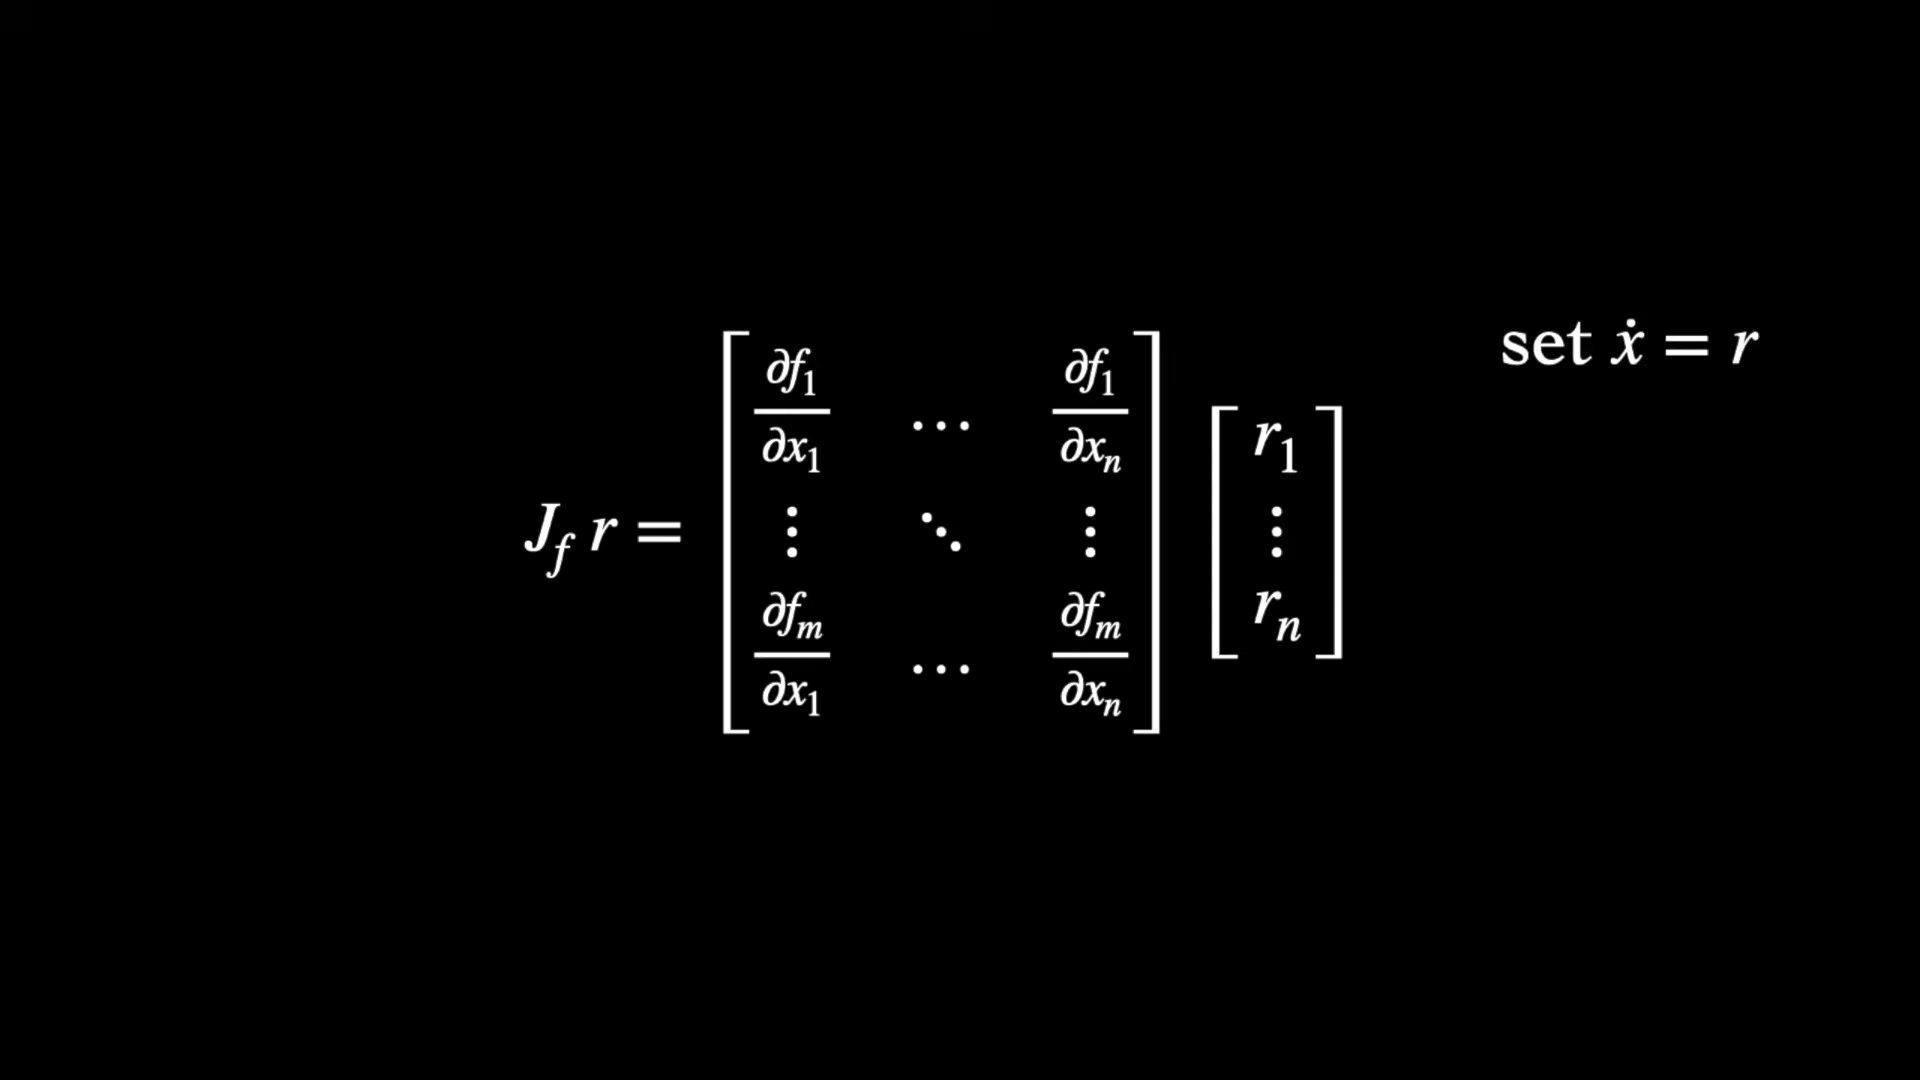 set ẋ = r
J_f r = [ ∂f₁/∂x₁ ⋯ ∂f₁/∂xₙ ; ⋮ ⋱ ⋮ ; ∂fₘ/∂x₁ ⋯ ∂fₘ/∂xₙ ] [ r₁ ; ⋮ ; rₙ ]